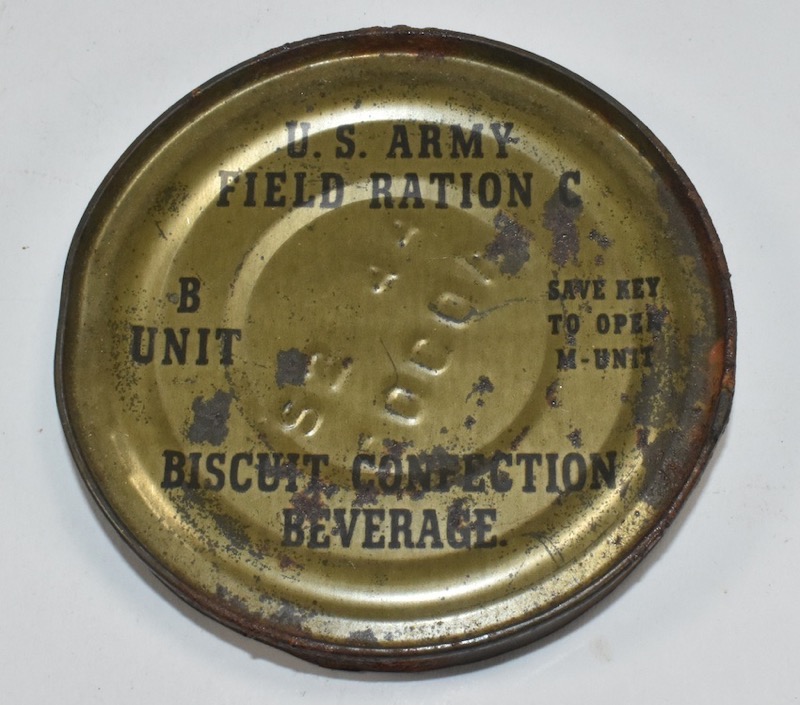 U. S. ARMY
FIELD RATION C
B
UNIT
SAVE KEY
TO OPEN
M-UNIT
BISCUIT CONFECTION
BEVERAGE.